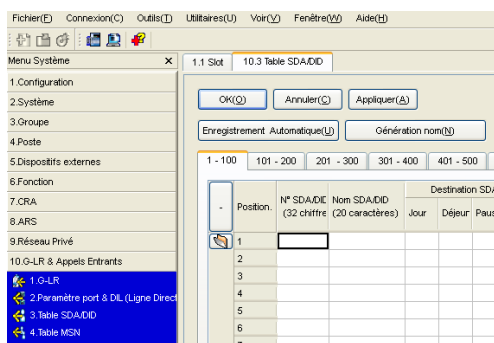 Fichier(F) Connexion(C) Outils(T) Utilitaires(U) Voir(V) Fenêtre(W) Aide(H)
Menu Système x 1.1 Slot 10.3 Table SDA/DID
1.Configuration
2.Système
3.Groupe
4.Poste
5.Dispositifs externes
6.Fonction
7.CRA
8.ARS
9.Réseau Privé
10.G-LR & Appels Entrants
1.G-LR
2.Paramètre port & DIL (Ligne Direct
3.Table SDA/DID
4.Table MSN
OK(O) Annuler(C) Appliquer(A)
Enregistrement Automatique(U) Génération nom(N)
1 - 100 101 - 200 201 - 300 301 - 400 401 - 500
- Position. N° SDA/DID Nom SDA/DID Destination SDA
(32 chiffre (20 caractères) Jour Déjeur Paus
1
2
3
4
5
6